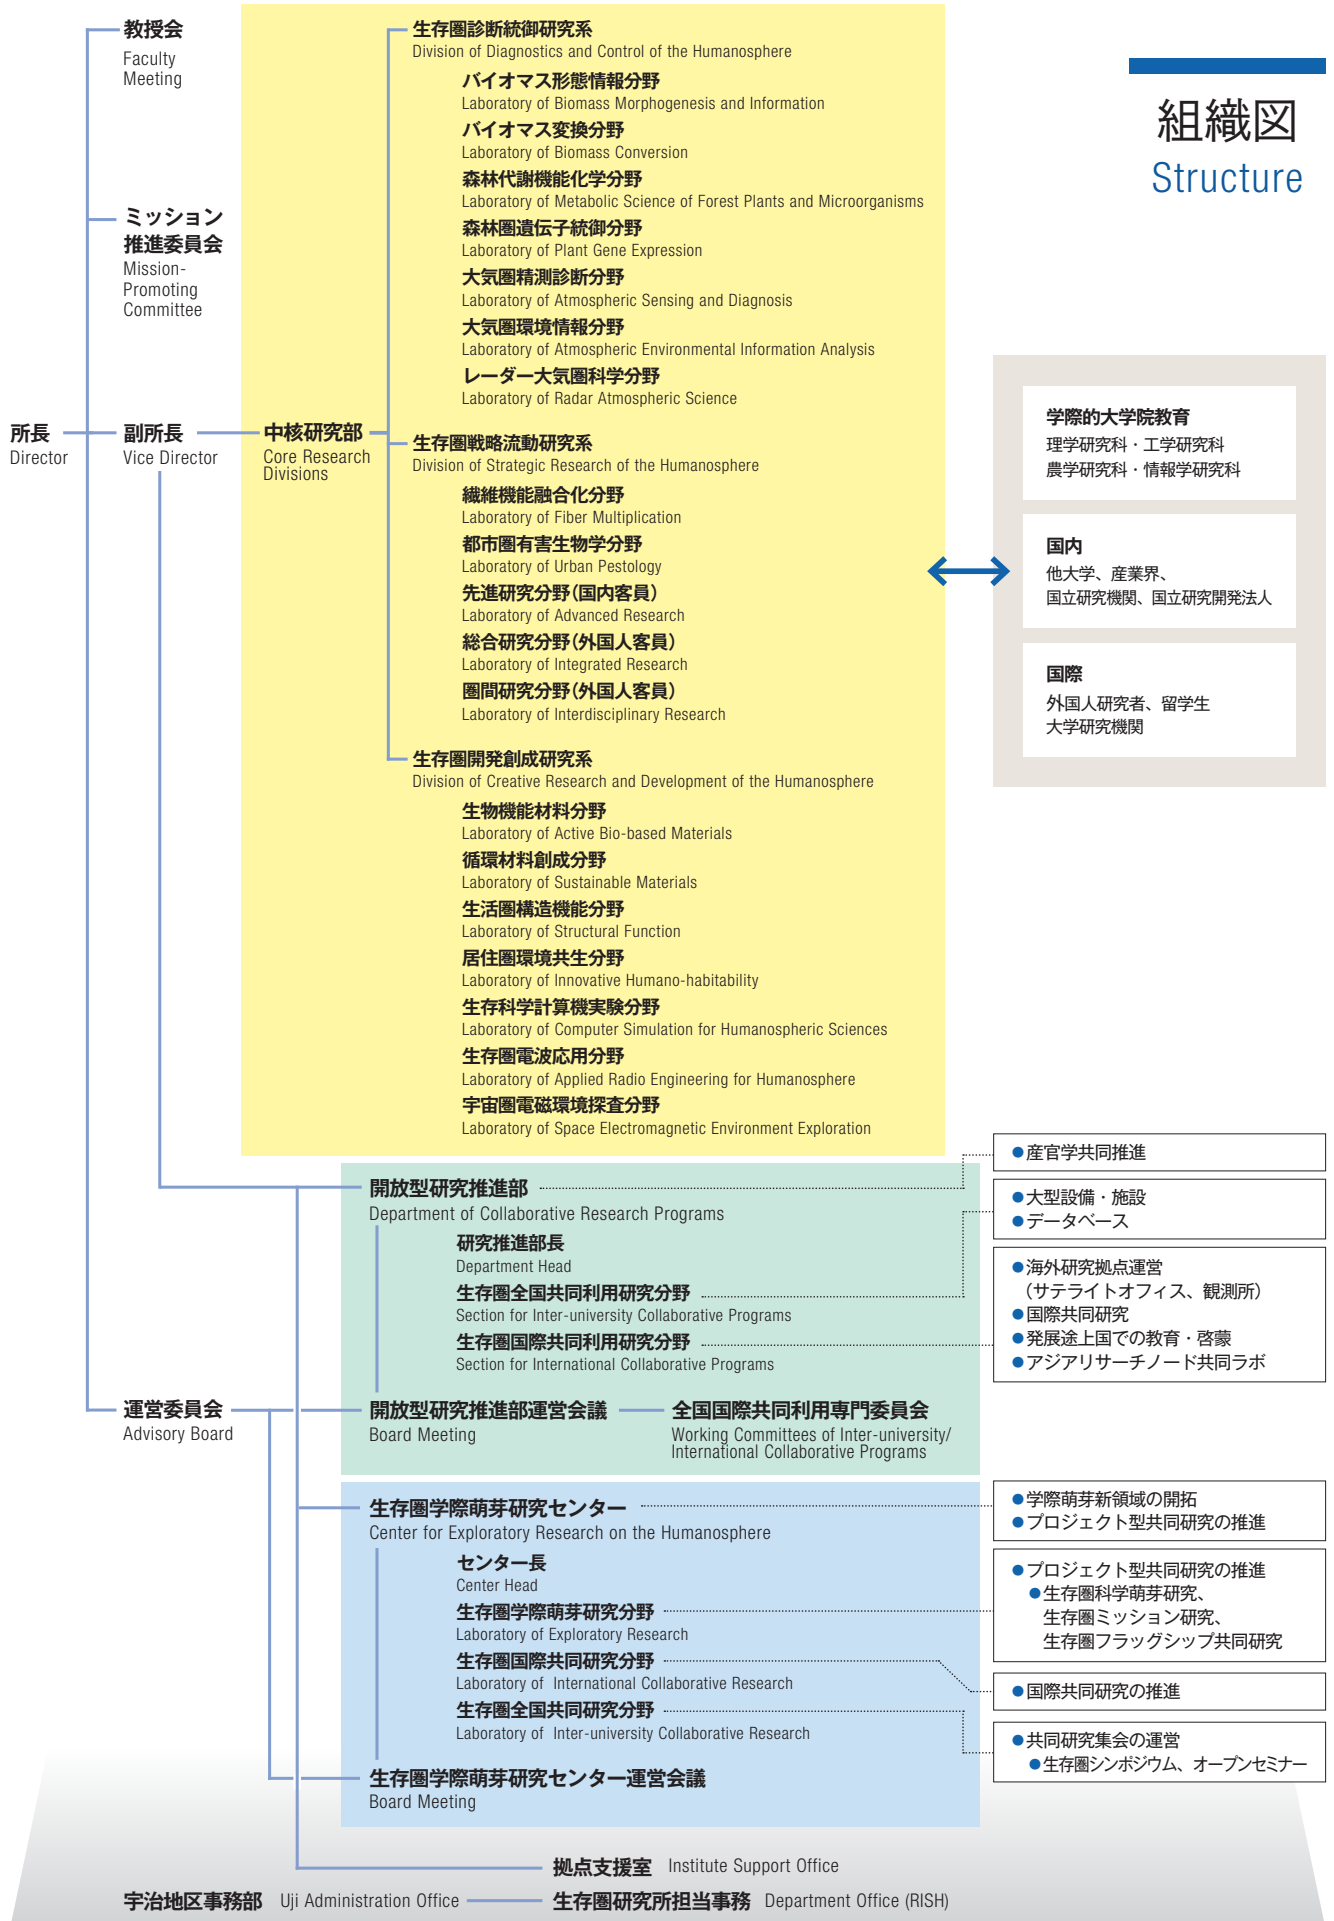 組織図
Structure
教授会
Faculty
Meeting
ミッション
推進委員会
Mission-
Promoting
Committee
所長
Director
副所長
Vice Director
中核研究部
Core Research
Divisions
生存圏診断統御研究系
Division of Diagnostics and Control of the Humanosphere
バイオマス形態情報分野
Laboratory of Biomass Morphogenesis and Information
バイオマス変換分野
Laboratory of Biomass Conversion
森林代謝機能化学分野
Laboratory of Metabolic Science of Forest Plants and Microorganisms
森林圏遺伝子統御分野
Laboratory of Plant Gene Expression
大気圏精測診断分野
Laboratory of Atmospheric Sensing and Diagnosis
大気圏環境情報分野
Laboratory of Atmospheric Environmental Information Analysis
レーダー大気圏科学分野
Laboratory of Radar Atmospheric Science
生存圏戦略流動研究系
Division of Strategic Research of the Humanosphere
繊維機能融合化分野
Laboratory of Fiber Multiplication
都市圏有害生物学分野
Laboratory of Urban Pestology
先進研究分野（国内客員）
Laboratory of Advanced Research
総合研究分野（外国人客員）
Laboratory of Integrated Research
圏間研究分野（外国人客員）
Laboratory of Interdisciplinary Research
生存圏開発創成研究系
Division of Creative Research and Development of the Humanosphere
生物機能材料分野
Laboratory of Active Bio-based Materials
循環材料創成分野
Laboratory of Sustainable Materials
生活圏構造機能分野
Laboratory of Structural Function
居住圏環境共生分野
Laboratory of Innovative Humano-habitability
生存科学計算機実験分野
Laboratory of Computer Simulation for Humanospheric Sciences
生存圏電波応用分野
Laboratory of Applied Radio Engineering for Humanosphere
宇宙圏電磁環境探査分野
Laboratory of Space Electromagnetic Environment Exploration
学際的大学院教育
理学研究科・工学研究科
農学研究科・情報学研究科
国内
他大学、産業界、
国立研究機関、国立研究開発法人
国際
外国人研究者、留学生
大学研究機関
開放型研究推進部
Department of Collaborative Research Programs
研究推進部長
Department Head
生存圏全国共同利用研究分野
Section for Inter-university Collaborative Programs
生存圏国際共同利用研究分野
Section for International Collaborative Programs
●産官学共同推進
●大型設備・施設
●データベース
●海外研究拠点運営
（サテライトオフィス、観測所）
●国際共同研究
●発展途上国での教育・啓蒙
●アジアリサーチノード共同ラボ
運営委員会
Advisory Board
開放型研究推進部運営会議
Board Meeting
全国国際共同利用専門委員会
Working Committees of Inter-university/
International Collaborative Programs
生存圏学際萌芽研究センター
Center for Exploratory Research on the Humanosphere
センター長
Center Head
生存圏学際萌芽研究分野
Laboratory of Exploratory Research
生存圏国際共同研究分野
Laboratory of International Collaborative Research
生存圏全国共同研究分野
Laboratory of Inter-university Collaborative Research
生存圏学際萌芽研究センター運営会議
Board Meeting
●学際萌芽新領域の開拓
●プロジェクト型共同研究の推進
●プロジェクト型共同研究の推進
●生存圏科学萌芽研究、
生存圏ミッション研究、
生存圏フラッグシップ共同研究
●国際共同研究の推進
●共同研究集会の運営
●生存圏シンポジウム、オープンセミナー
拠点支援室 Institute Support Office
宇治地区事務部 Uji Administration Office 生存圏研究所担当事務 Department Office (RISH)